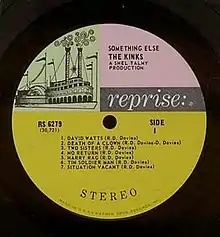 SOMETHING ELSE
THE KINKS
A SHEL TALMY
PRODUCTION
reprise:
RS 6279
(30,721)
SIDE
1
1. DAVID WATTS (R.D. Davies)
2. DEATH OF A CLOWN (R.D. Davies-D. Davies)
3. TWO SISTERS (R.D. Davies)
4. NO RETURN (R.D. Davies)
5. HARRY RAG (R.D. Davies)
6. TIN SOLDIER MAN (R.D. Davies)
7. SITUATION VACANT (R.D. Davies)
STEREO